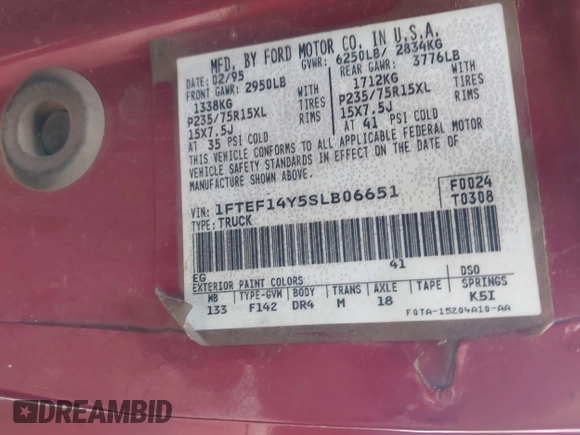 MFD. BY FORD MOTOR CO. IN U.S.A.
DATE: 02/95 GVWR: 6250LB/ 2834KG
FRONT GAWR: 2950LB REAR GAWR: 3776LB
1338KG WITH 1712KG WITH
P235/75R15XL TIRES P235/75R15XL TIRES
15X7.5J RIMS 15X7.5J RIMS
AT 35 PSI COLD AT 41 PSI COLD
THIS VEHICLE CONFORMS TO ALL APPLICABLE FEDERAL MOTOR
VEHICLE SAFETY STANDARDS IN EFFECT ON THE DATE OF
MANUFACTURE SHOWN ABOVE.
VIN: 1FTEF14Y5SLB06651 F0024
TYPE: TRUCK T0308
EG 41 DSO
EXTERIOR PAINT COLORS
WB TYPE-GVW BODY TRANS AXLE TAPE SPRINGS
133 F142 DR4 M 18 K5I
F0TA-15204A10-AA
DREAMBID